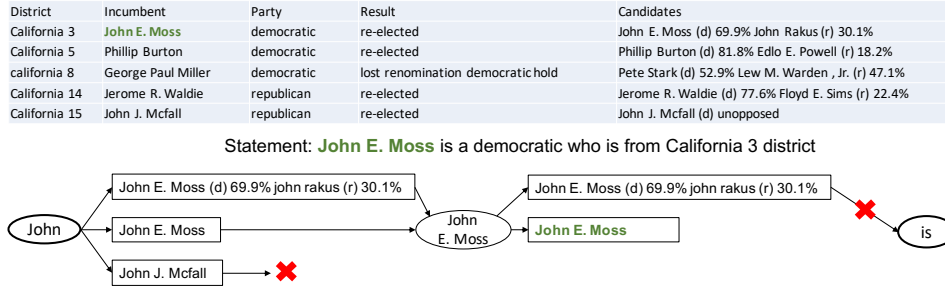 District Incumbent Party Result Candidates
California 3 John E. Moss democratic re-elected John E. Moss (d) 69.9% John Rakus (r) 30.1%
California 5 Phillip Burton democratic re-elected Phillip Burton (d) 81.8% Edlo E. Powell (r) 18.2%
california 8 George Paul Miller democratic lost renomination democratic hold Pete Stark (d) 52.9% Lew M. Warden , Jr. (r) 47.1%
California 14 Jerome R. Waldie republican re-elected Jerome R. Waldie (d) 77.6% Floyd E. Sims (r) 22.4%
California 15 John J. Mcfall republican re-elected John J. Mcfall (d) unopposed
Statement: John E. Moss is a democratic who is from California 3 district
John E. Moss (d) 69.9% john rakus (r) 30.1%
John E. Moss (d) 69.9% john rakus (r) 30.1%
John
John E. Moss
John
E. Moss
John E. Moss
is
John J. Mcfall